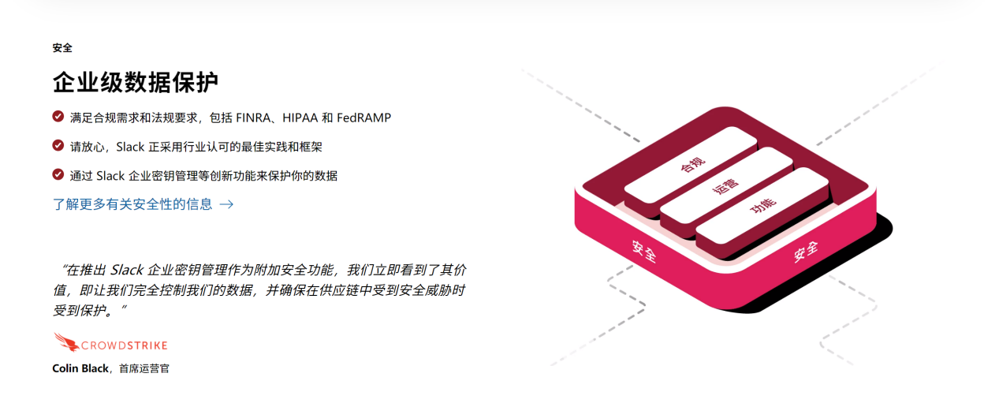 安全
企业级数据保护
满足合规需求和法规要求，包括 FINRA、HIPAA 和 FedRAMP
请放心，Slack 正采用行业认可的最佳实践和框架
通过 Slack 企业密钥管理等创新功能来保护你的数据
了解更多有关安全性的信息 →
“在推出 Slack 企业密钥管理作为附加安全功能，我们立即看到了其价
值，即让我们完全控制我们的数据，并确保在供应链中受到安全威胁时
受到保护。”
CROWDSTRIKE
Colin Black，首席运营官
合规
运营
功能
安全
安全